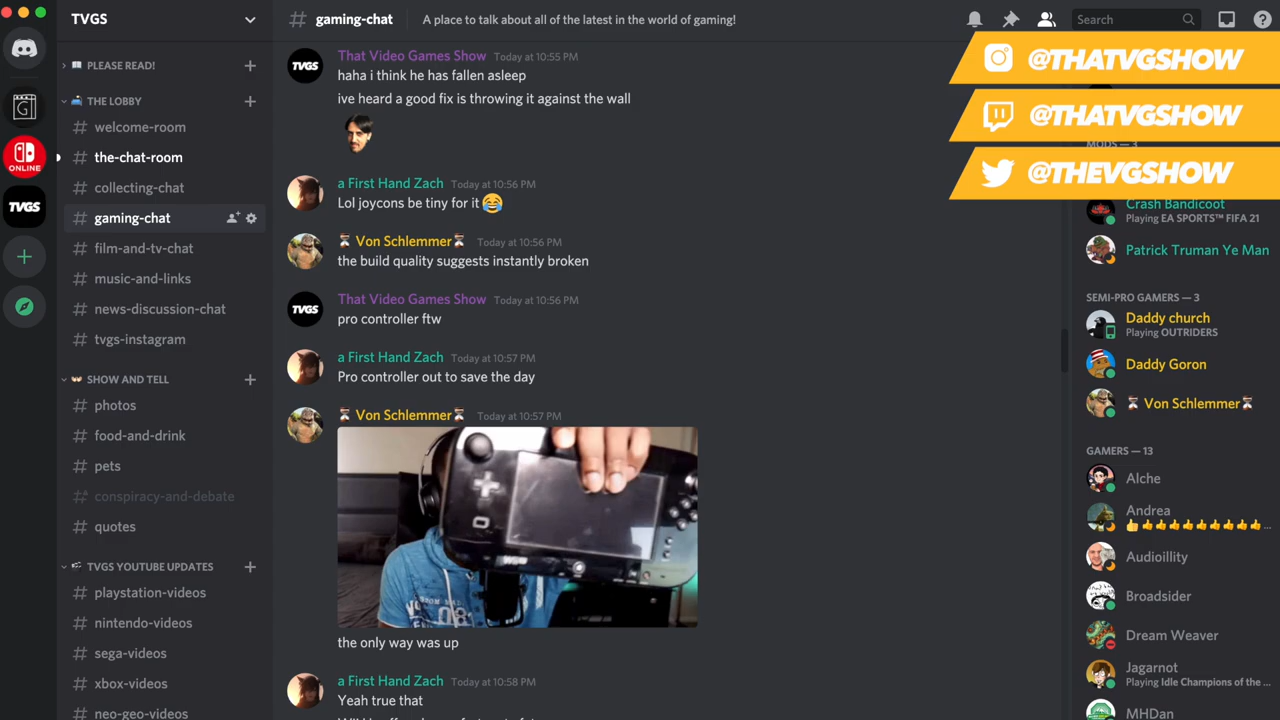 TVGS
gaming-chat
A place to talk about all of the latest in the world of gaming!
Search
ONLINE
TVGS
PLEASE READ!
THE LOBBY
welcome-room
the-chat-room
collecting-chat
gaming-chat
film-and-tv-chat
music-and-links
news-discussion-chat
tvgs-instagram
SHOW AND TELL
photos
food-and-drink
pets
conspiracy-and-debate
quotes
TVGS YOUTUBE UPDATES
playstation-videos
nintendo-videos
sega-videos
xbox-videos
neo-geo-videos
TVGS
That Video Games Show Today at 10:55 PM
haha i think he has fallen asleep
ive heard a good fix is throwing it against the wall
a First Hand Zach Today at 10:56 PM
Lol joycons be tiny for it 😂
⌛ Von Schlemmer ⌛ Today at 10:56 PM
the build quality suggests instantly broken
TVGS
That Video Games Show Today at 10:56 PM
pro controller ftw
a First Hand Zach Today at 10:57 PM
Pro controller out to save the day
⌛ Von Schlemmer ⌛ Today at 10:57 PM
the only way was up
a First Hand Zach Today at 10:58 PM
Yeah true that
@THATVGSHOW
@THATVGSHOW
@THEVGSHOW
MODS — 3
Crash Bandicoot
Playing EA SPORTS™ FIFA 21
Patrick Truman Ye Man
SEMI-PRO GAMERS — 3
Daddy church
Playing OUTRIDERS
Daddy Goron
⌛ Von Schlemmer ⌛
GAMERS — 13
Alche
Andrea
👍👍👍👍👍👍👍👍👍👍...
Audioillity
Broadsider
Dream Weaver
Jagarnot
Playing Idle Champions of the ...
MHDan